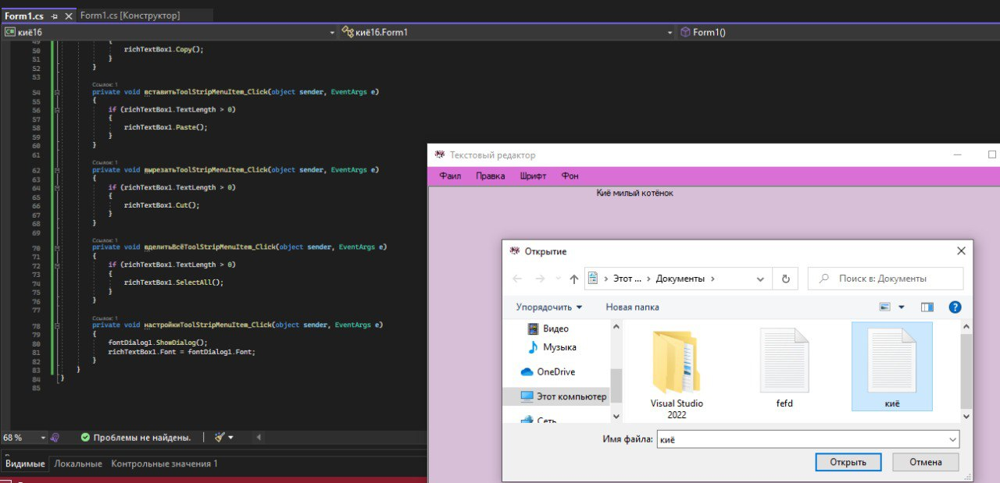 Form1.cs
Form1.cs [Конструктор]
C# киё16
киё16.Form1
Form1()
49 {
50 richTextBox1.Copy();
51 }
52 }
53
Ссылок: 1
54 private void вставитьToolStripMenuItem_Click(object sender, EventArgs e)
55 {
56 if (richTextBox1.TextLength > 0)
57 {
58 richTextBox1.Paste();
59 }
60 }
61
Ссылок: 1
62 private void вырезатьToolStripMenuItem_Click(object sender, EventArgs e)
63 {
64 if (richTextBox1.TextLength > 0)
65 {
66 richTextBox1.Cut();
67 }
68 }
69
Ссылок: 1
70 private void вделитьВсёToolStripMenuItem_Click(object sender, EventArgs e)
71 {
72 if (richTextBox1.TextLength > 0)
73 {
74 richTextBox1.SelectAll();
75 }
76 }
77
Ссылок: 1
78 private void настройкиToolStripMenuItem_Click(object sender, EventArgs e)
79 {
80 fontDialog1.ShowDialog();
81 richTextBox1.Font = fontDialog1.Font;
82 }
83 }
84 }
85
68 %
Проблемы не найдены.
Видимые Локальные Контрольные значения 1
Текстовый редактор
Фаил Правка Шрифт Фон
Киё милый котёнок
Открытие
Этот ... › Документы ›
Поиск в: Документы
Упорядочить
Новая папка
Видео
Музыка
OneDrive
Этот компьютер
Сеть
Visual Studio
2022
fefd
киё
Имя файла: киё
Открыть
Отмена